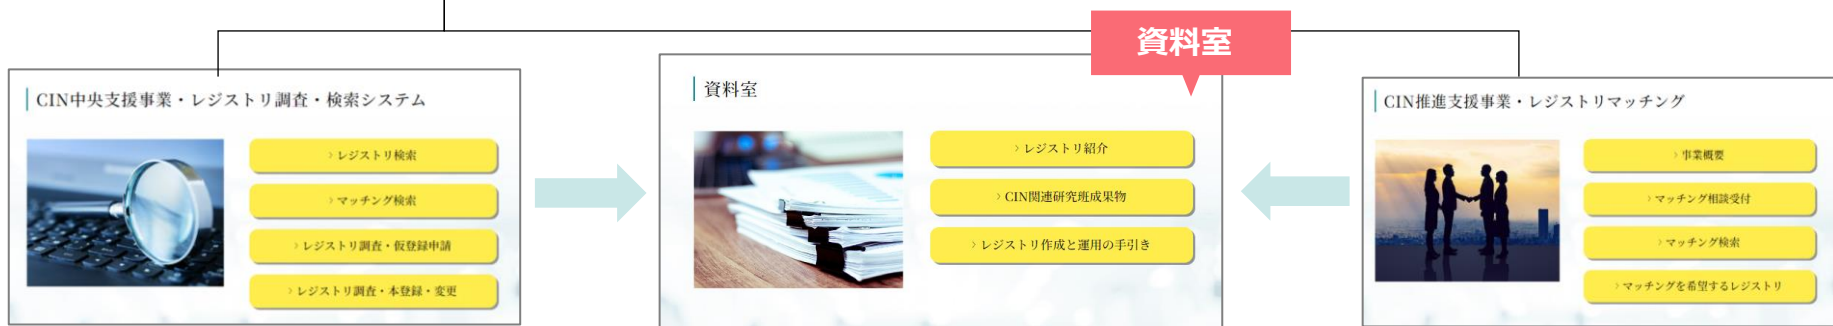 資料室
CIN中央支援事業・レジストリ調査・検索システム
› レジストリ検索
› マッチング検索
› レジストリ調査・仮登録申請
› レジストリ調査・本登録・変更
資料室
› レジストリ紹介
› CIN関連研究班成果物
› レジストリ作成と運用の手引き
CIN推進支援事業・レジストリマッチング
› 事業概要
› マッチング相談受付
› マッチング検索
› マッチングを希望するレジストリ